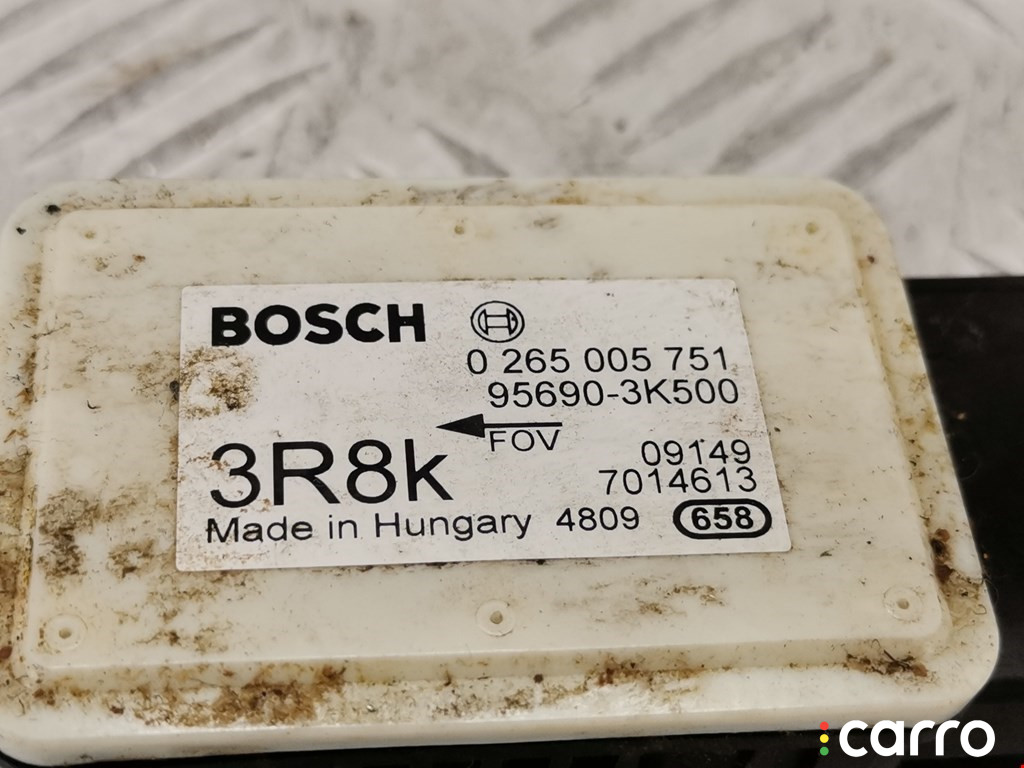 BOSCH
0 265 005 751
95690-3K500
FOV
3R8k
09149
7014613
Made in Hungary 4809 658
carro